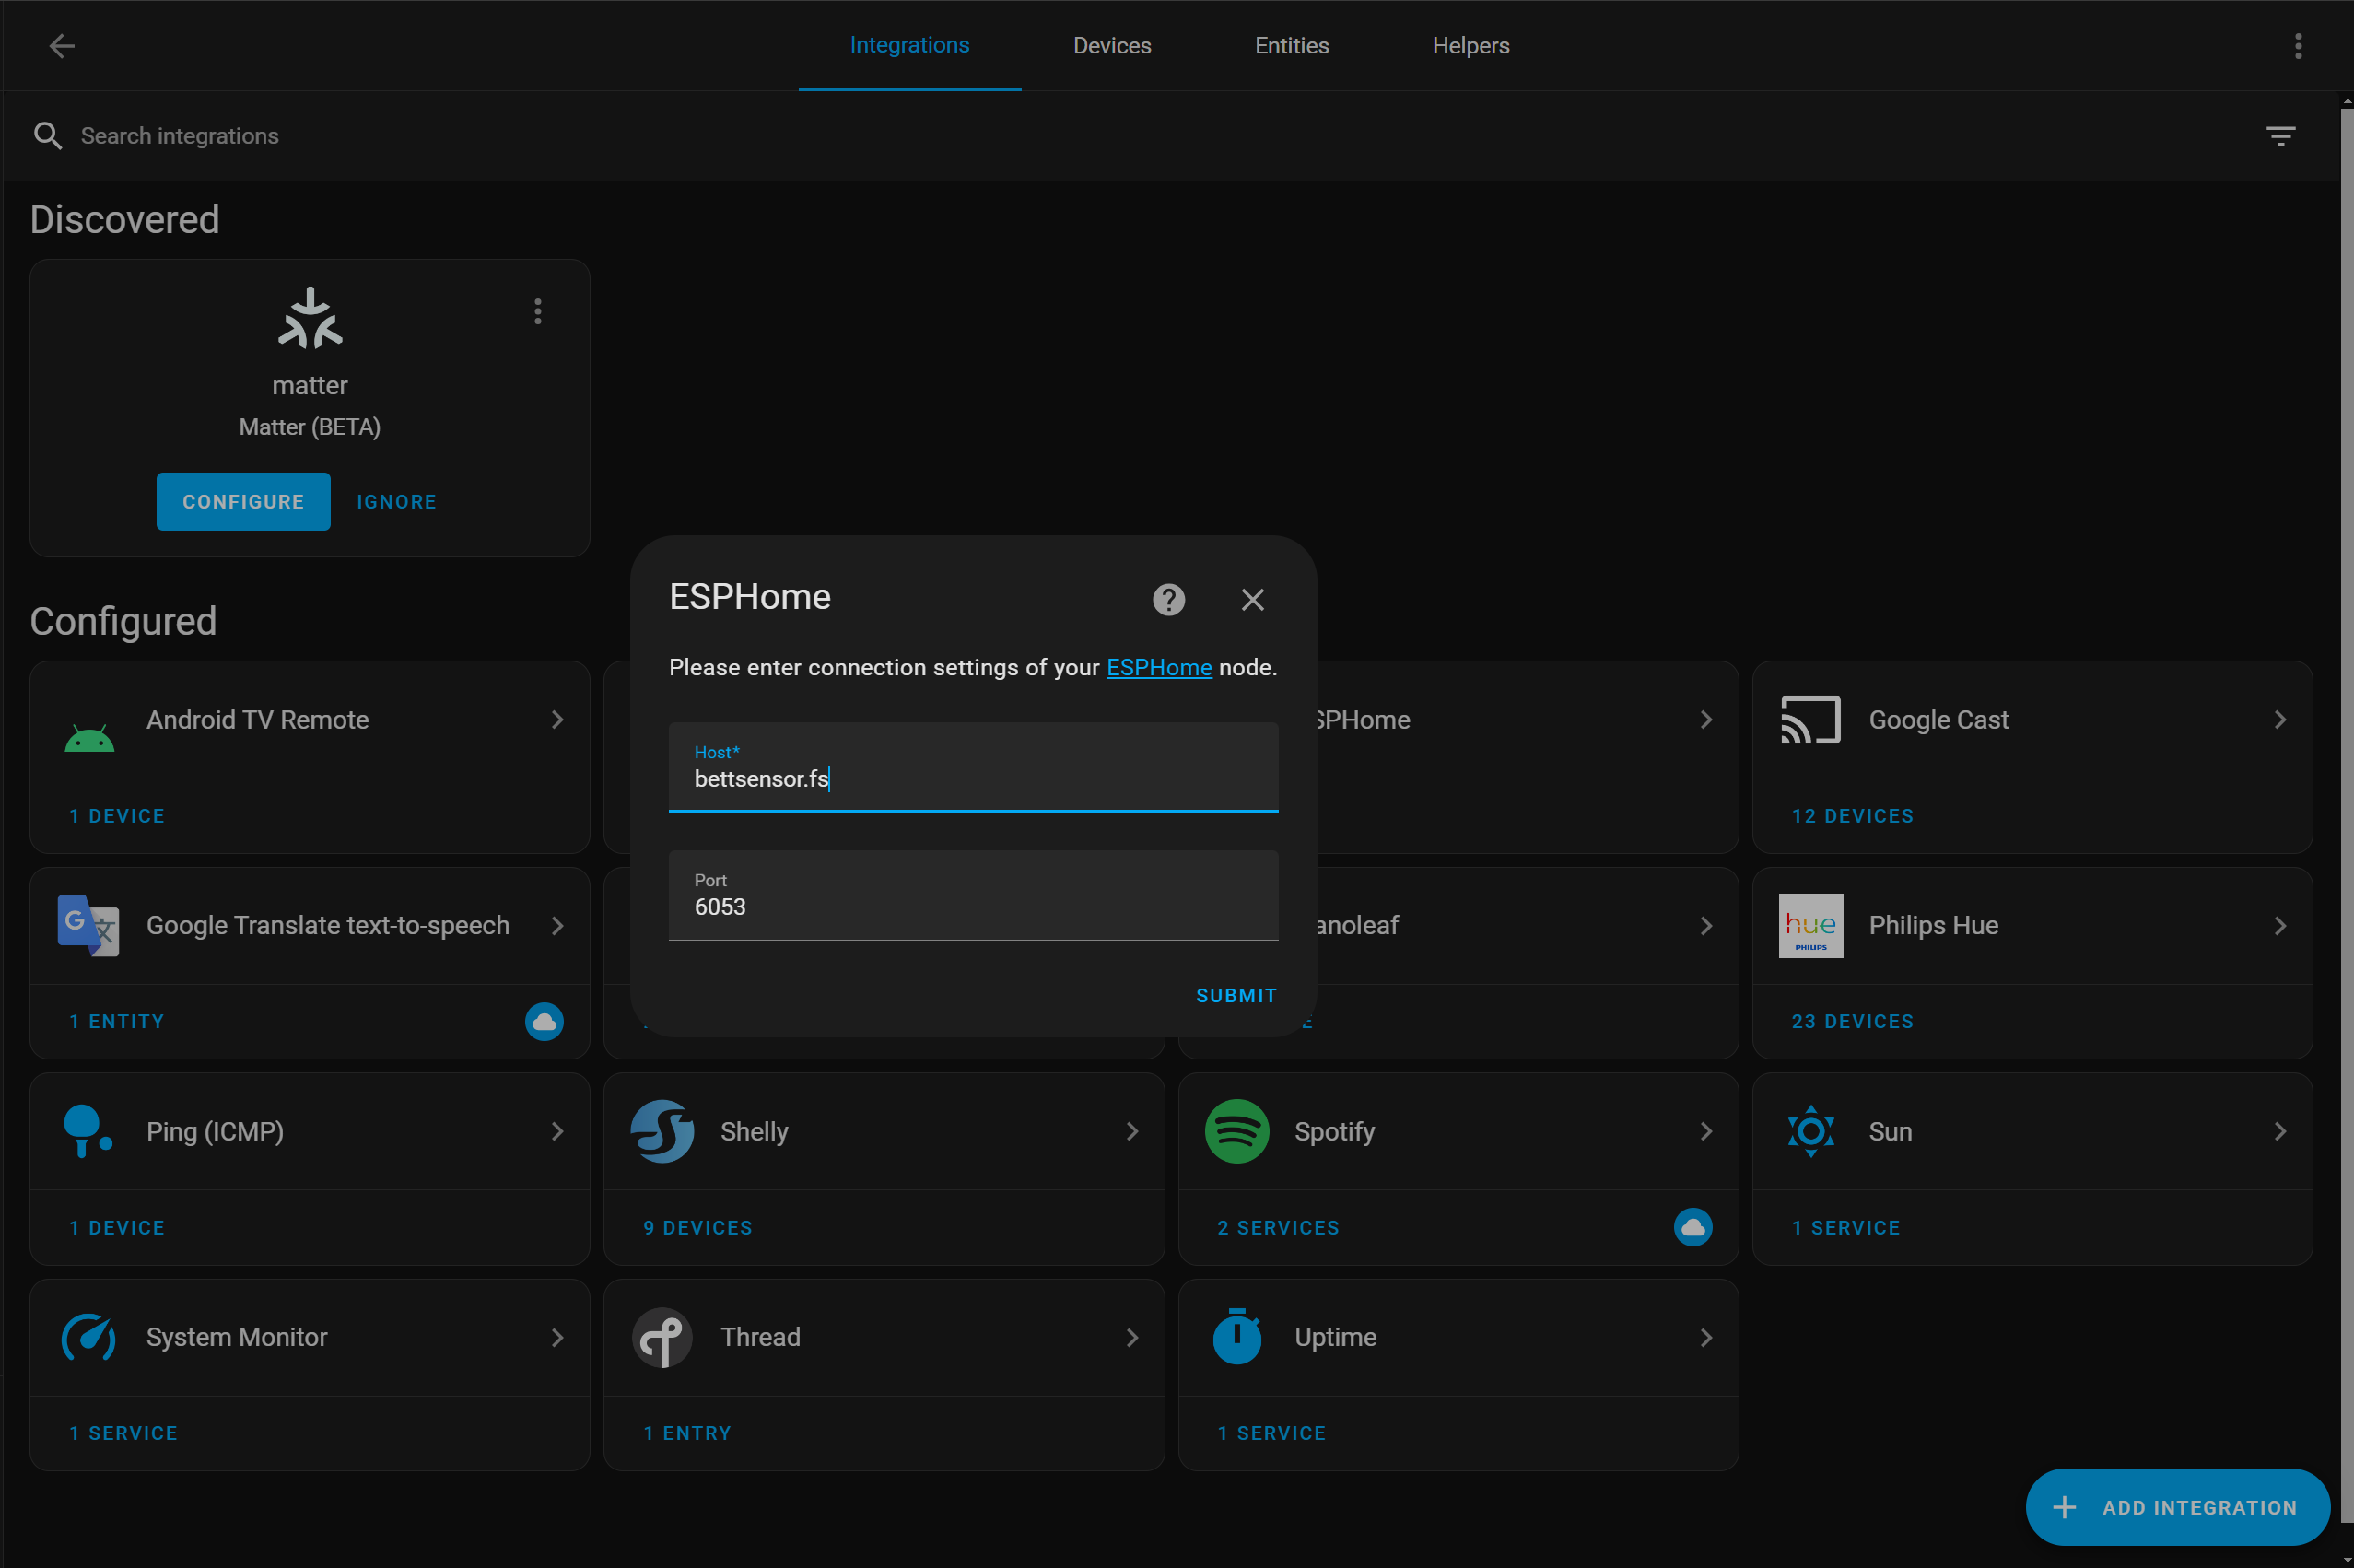 Integrations Devices Entities Helpers
Search integrations
Discovered
matter
Matter (BETA)
CONFIGURE IGNORE
ESPHome
Please enter connection settings of your ESPHome node.
Host*
bettsensor.fs
Port
6053
SUBMIT
Configured
Android TV Remote
SPHome
Google Cast
1 DEVICE
12 DEVICES
G 文
Google Translate text-to-speech
anoleaf
hue
PHILIPS
Philips Hue
1 ENTITY
E
23 DEVICES
Ping (ICMP)
Shelly
Spotify
Sun
1 DEVICE
9 DEVICES
2 SERVICES
1 SERVICE
System Monitor
Thread
Uptime
1 SERVICE
1 ENTRY
1 SERVICE
ADD INTEGRATION